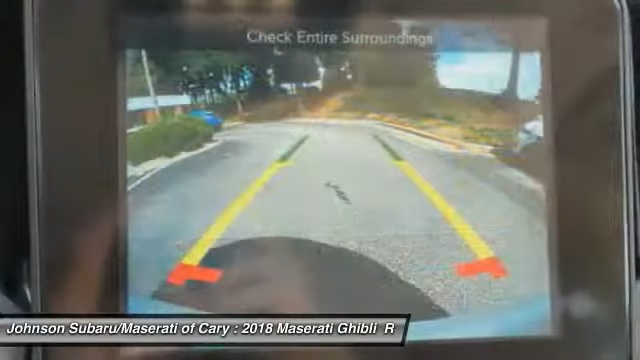 Check Entire Surroundings
Johnson Subaru/Maserati of Cary : 2018 Maserati Ghibli R